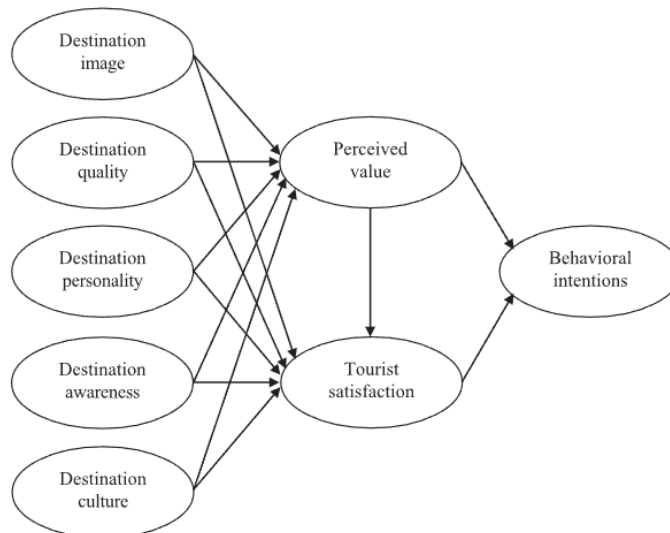 Destination
image
Destination
quality
Destination
personality
Destination
awareness
Destination
culture
Perceived
value
Tourist
satisfaction
Behavioral
intentions